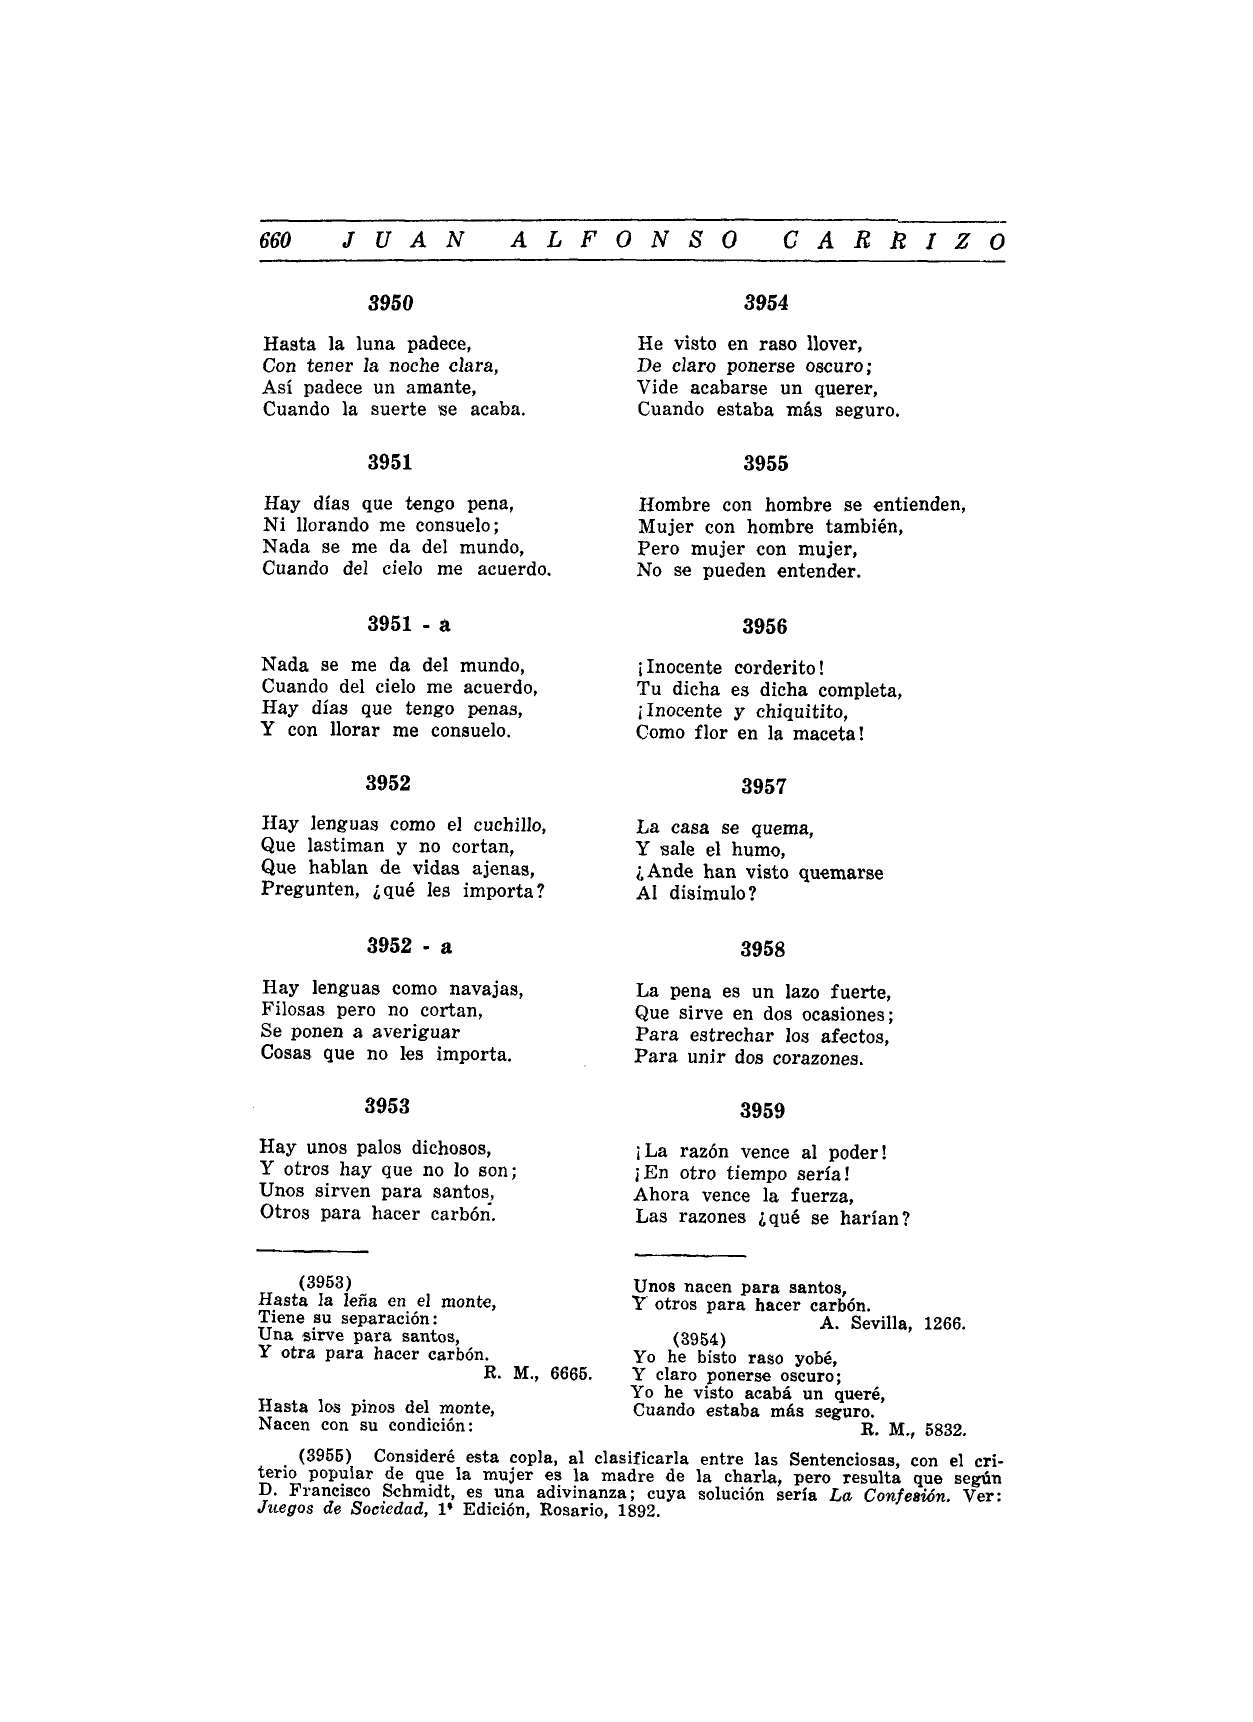 660 JUAN ALFONSO CARRIZO
3950
Hasta la luna padece,
Con tener la noche clara,
Así padece un amante,
Cuando la suerte se acaba.
3951
Hay días que tengo pena,
Ni llorando me consuelo;
Nada se me da del mundo,
Cuando del cielo me acuerdo.
3951 - a
Nada se me da del mundo,
Cuando del cielo me acuerdo,
Hay días que tengo penas,
Y con llorar me consuelo.
3952
Hay lenguas como el cuchillo,
Que lastiman y no cortan,
Que hablan de vidas ajenas,
Pregunten, ¿qué les importa?
3952 - a
Hay lenguas como navajas,
Filosas pero no cortan,
Se ponen a averiguar
Cosas que no les importa.
3953
Hay unos palos dichosos,
Y otros hay que no lo son;
Unos sirven para santos,
Otros para hacer carbón.
3954
He visto en raso llover,
De claro ponerse oscuro;
Vide acabarse un querer,
Cuando estaba más seguro.
3955
Hombre con hombre se entienden,
Mujer con hombre también,
Pero mujer con mujer,
No se pueden entender.
3956
¡Inocente corderito!
Tu dicha es dicha completa,
¡Inocente y chiquitito,
Como flor en la maceta!
3957
La casa se quema,
Y sale el humo,
¿Ande han visto quemarse
Al disimulo?
3958
La pena es un lazo fuerte,
Que sirve en dos ocasiones;
Para estrechar los afectos,
Para unir dos corazones.
3959
¡La razón vence al poder!
¡En otro tiempo sería!
Ahora vence la fuerza,
Las razones ¿qué se harían?
(3953)
Hasta la leña en el monte,
Tiene su separación:
Una sirve para santos,
Y otra para hacer carbón.
R. M., 6665.
Hasta los pinos del monte,
Nacen con su condición:
Unos nacen para santos,
Y otros para hacer carbón.
A. Sevilla, 1266.
(3954)
Yo he bisto raso yobé,
Y claro ponerse oscuro;
Yo he visto acabá un queré,
Cuando estaba más seguro.
R. M., 5832.
(3955) Consideré esta copla, al clasificarla entre las Sentenciosas, con el cri-
terio popular de que la mujer es la madre de la charla, pero resulta que según
D. Francisco Schmidt, es una adivinanza; cuya solución sería La Confesión. Ver:
Juegos de Sociedad, 1ª Edición, Rosario, 1892.